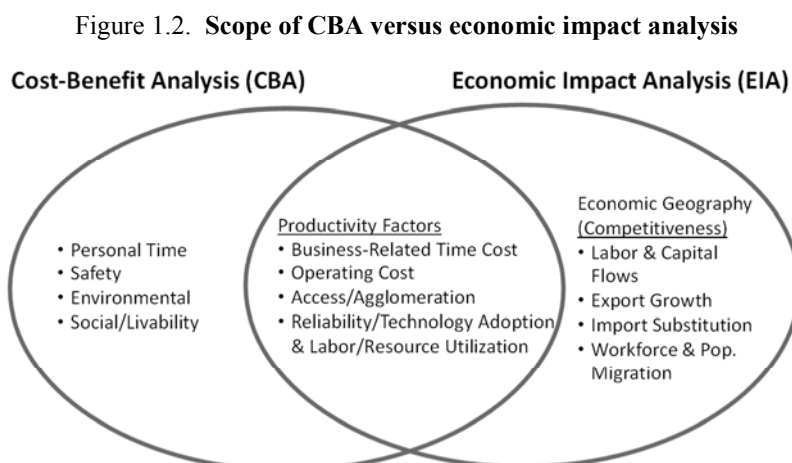 Figure 1.2. Scope of CBA versus economic impact analysis
Cost-Benefit Analysis (CBA)
Economic Impact Analysis (EIA)
• Personal Time
• Safety
• Environmental
• Social/Livability
Productivity Factors
• Business-Related Time Cost
• Operating Cost
• Access/Agglomeration
• Reliability/Technology Adoption
& Labor/Resource Utilization
Economic Geography
(Competitiveness)
• Labor & Capital
Flows
• Export Growth
• Import Substitution
• Workforce & Pop.
Migration